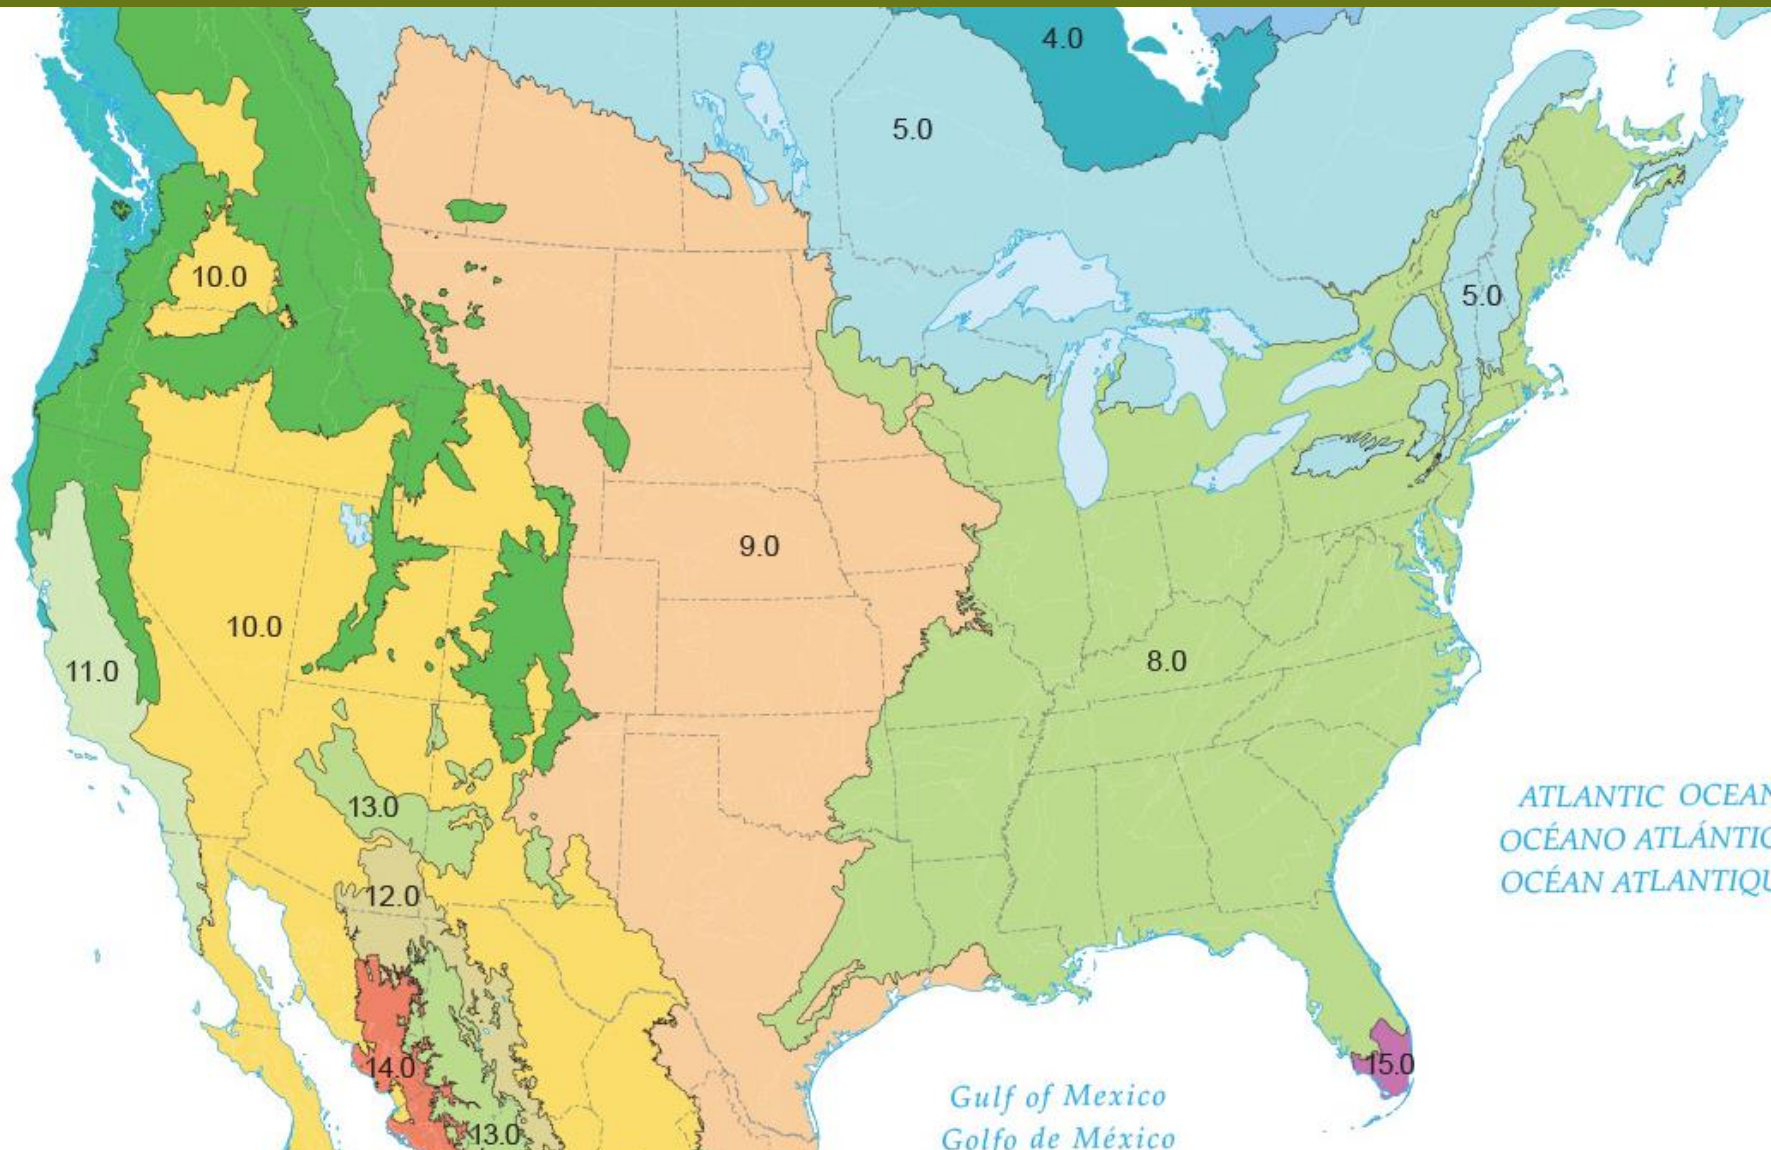 4.0
5.0
10.0
5.0
9.0
10.0
8.0
11.0
13.0
ATLANTIC OCEAN
OCÉANO ATLÁNTIC
OCÉAN ATLANTIQU
12.0
14.0
15.0
Gulf of Mexico
Golfo de México
13.0